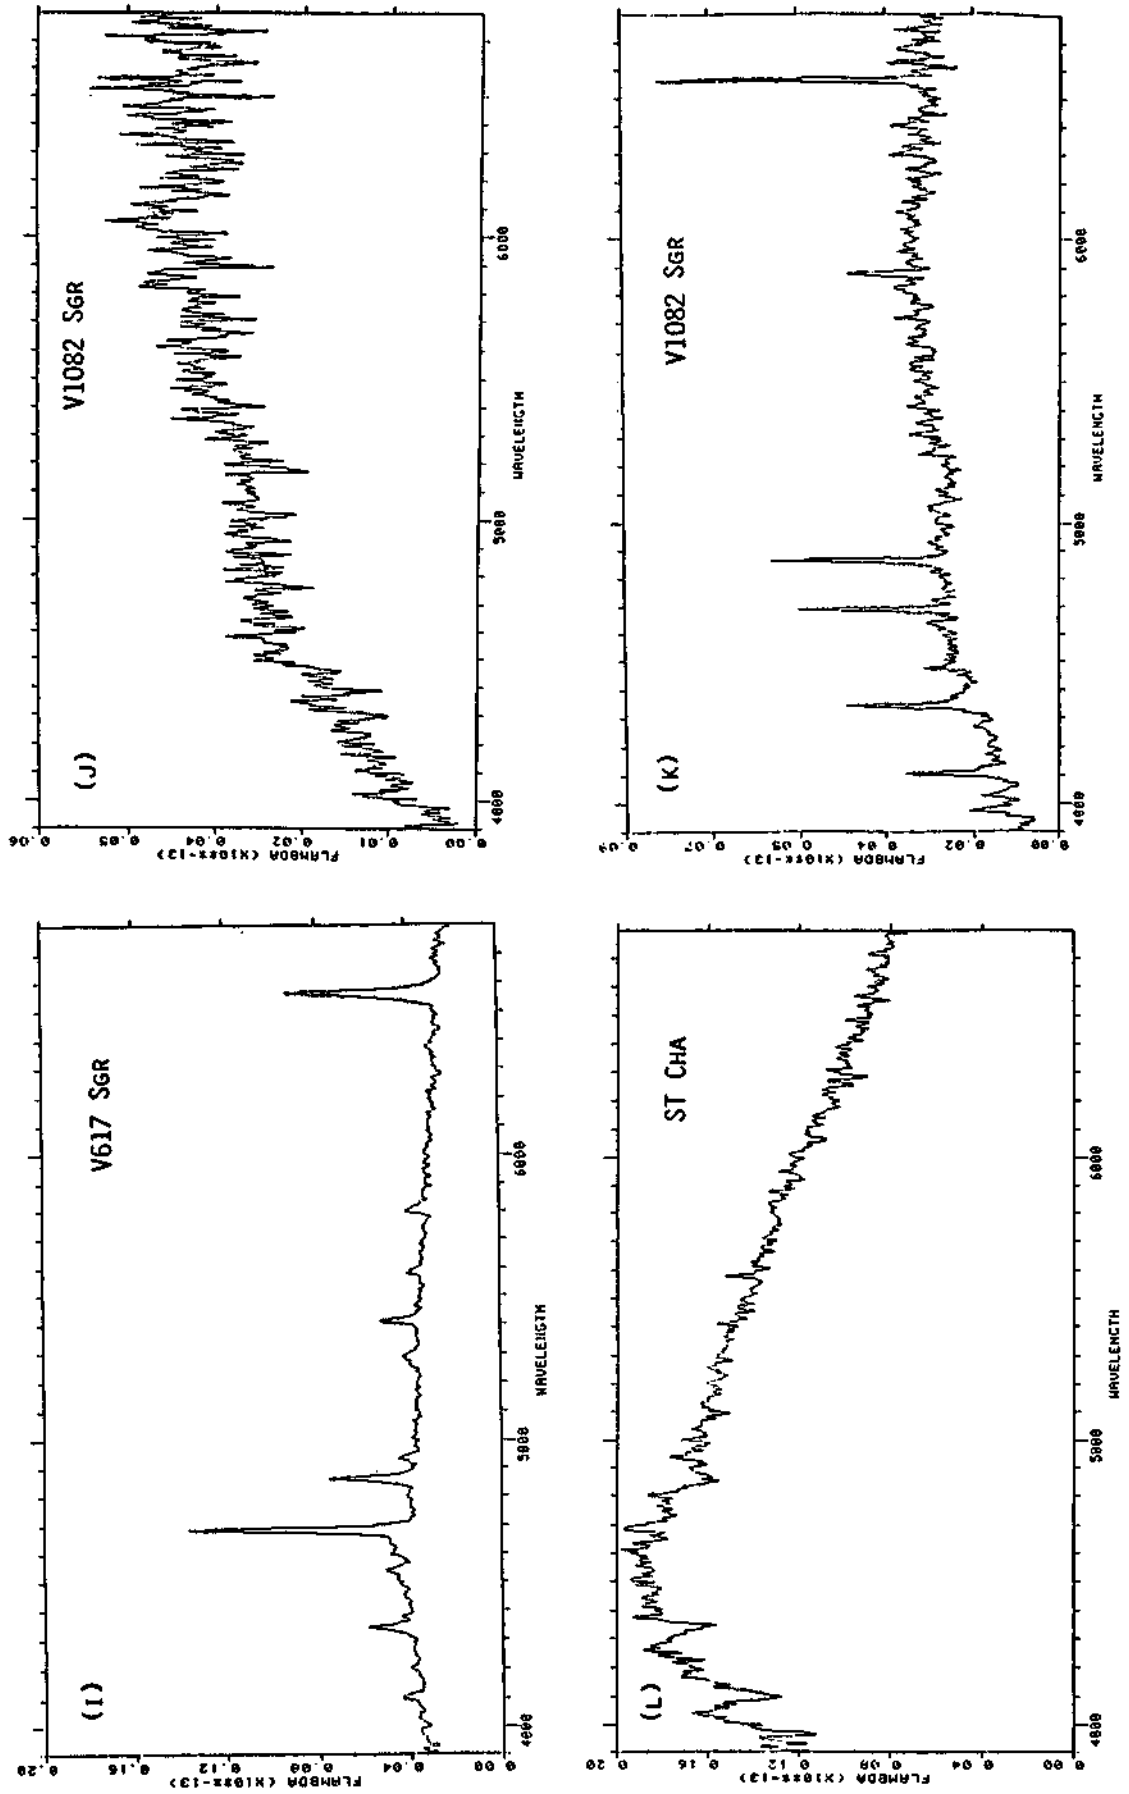 (I)
V617 SGR
FLAMBDA (X10**-13)
0.20
0.16
0.12
0.08
0.04
0.00
4000 5000 6000
WAVELENGTH
(J)
V1082 SGR
FLAMBDA (X10**-13)
0.06
0.05
0.04
0.02
0.01
0.00
4000 5000 6000
WAVELENGTH
(L)
ST CHA
FLAMBDA (X10**-13)
0.20
0.16
0.12
0.08
0.04
0.00
4000 5000 6000
WAVELENGTH
(K)
V1082 SGR
FLAMBDA (X10**-13)
0.09
0.07
0.05
0.04
0.02
0.00
4000 5000 6000
WAVELENGTH